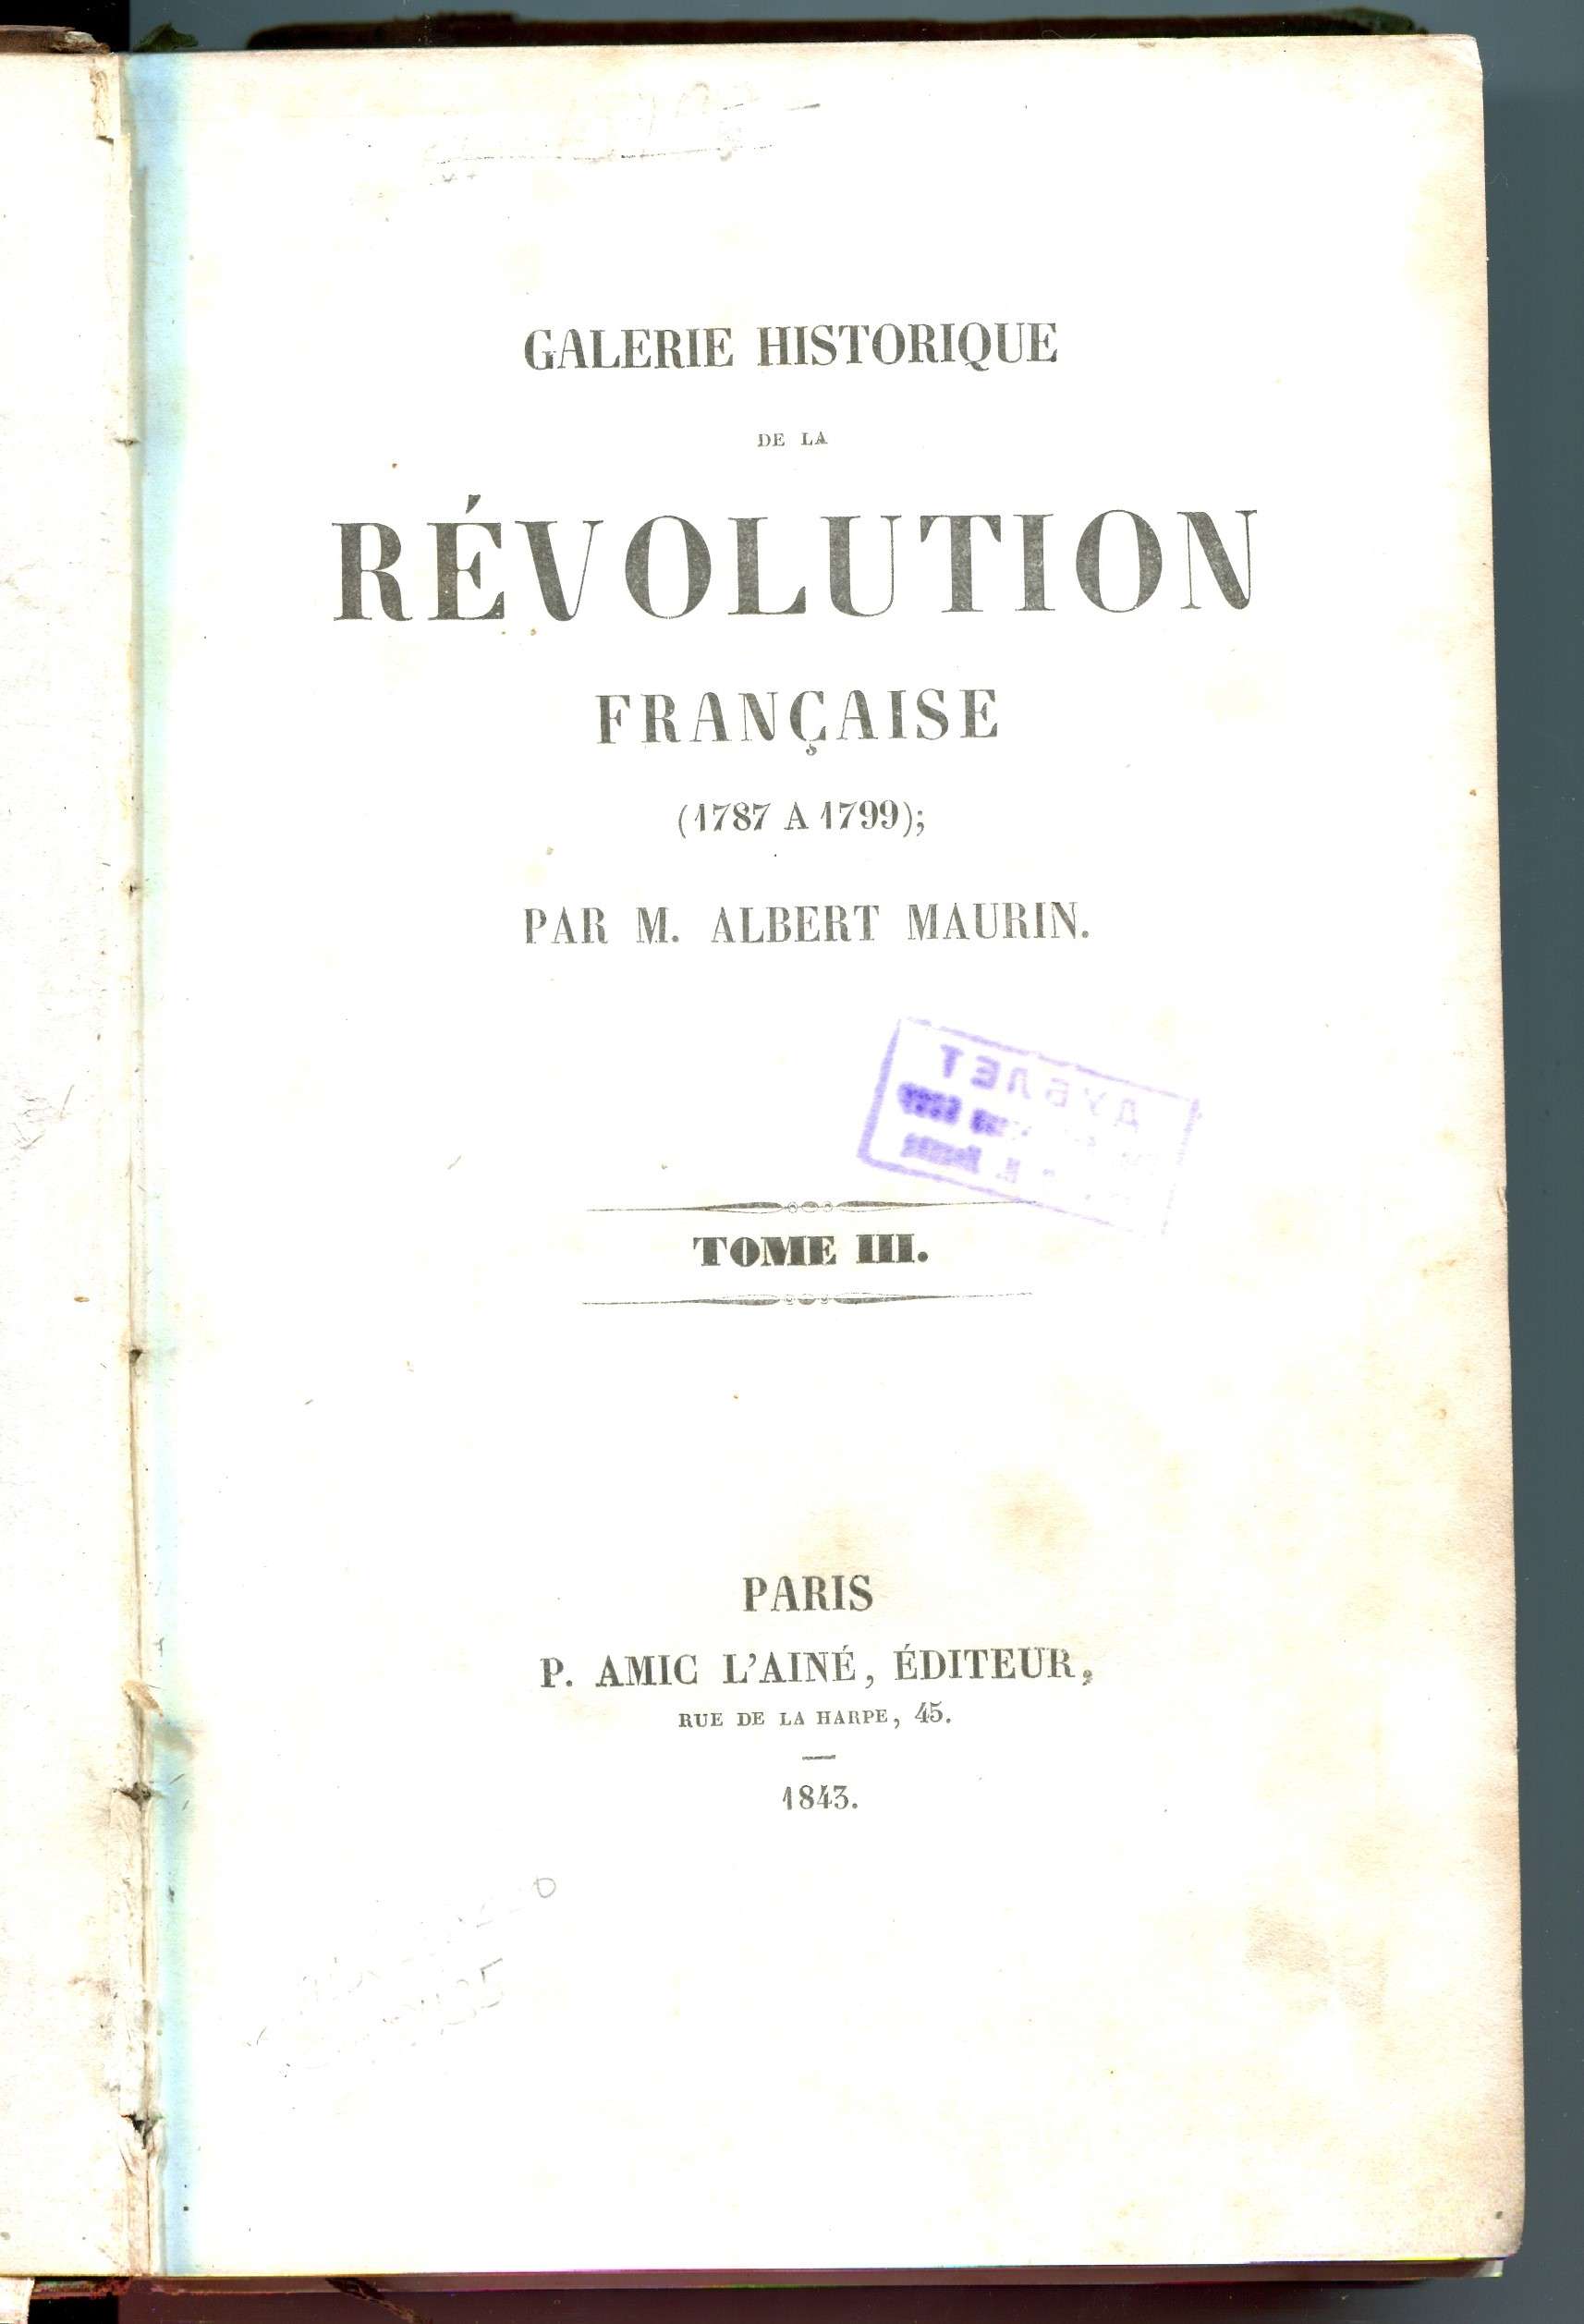 GALERIE HISTORIQUE
DE LA
RÉVOLUTION
FRANÇAISE
(1787 A 1799);
PAR M. ALBERT MAURIN.
ДУБЛЕТ
TOME III.
PARIS
P. AMIC L'AINÉ, ÉDITEUR,
RUE DE LA HARPE, 45.
1843.